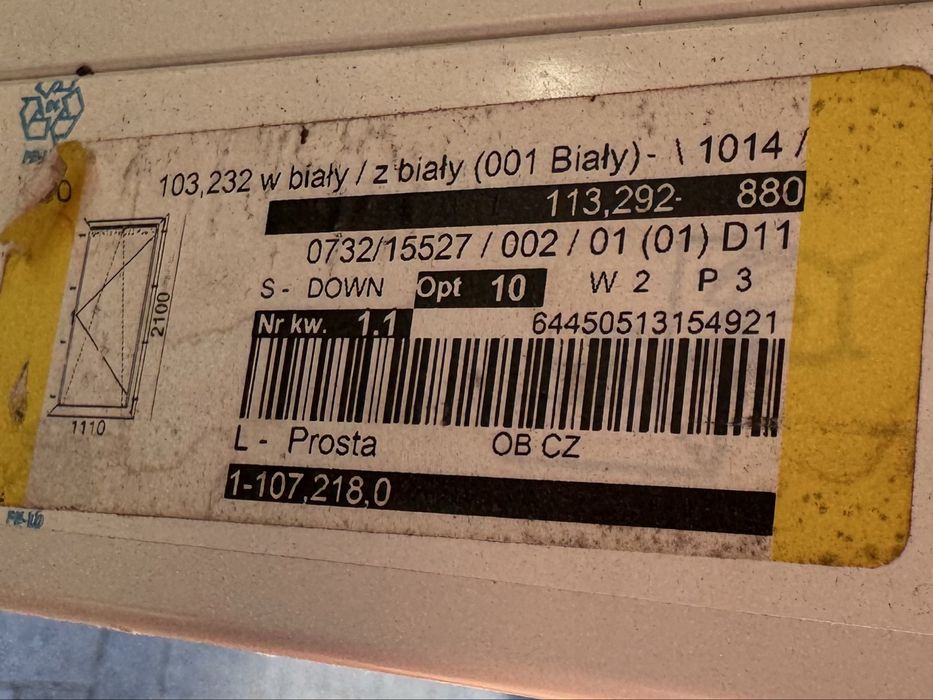 103,232 w biały / z biały (001 Biały)- \ 1014 /
113,292- 880
0732/15527 / 002 / 01 (01) D11
S - DOWN Opt 10 W 2 P 3
Nr kw. 1.1 64450513154921
2100
1110
L - Prosta OB CZ
1-107,218,0